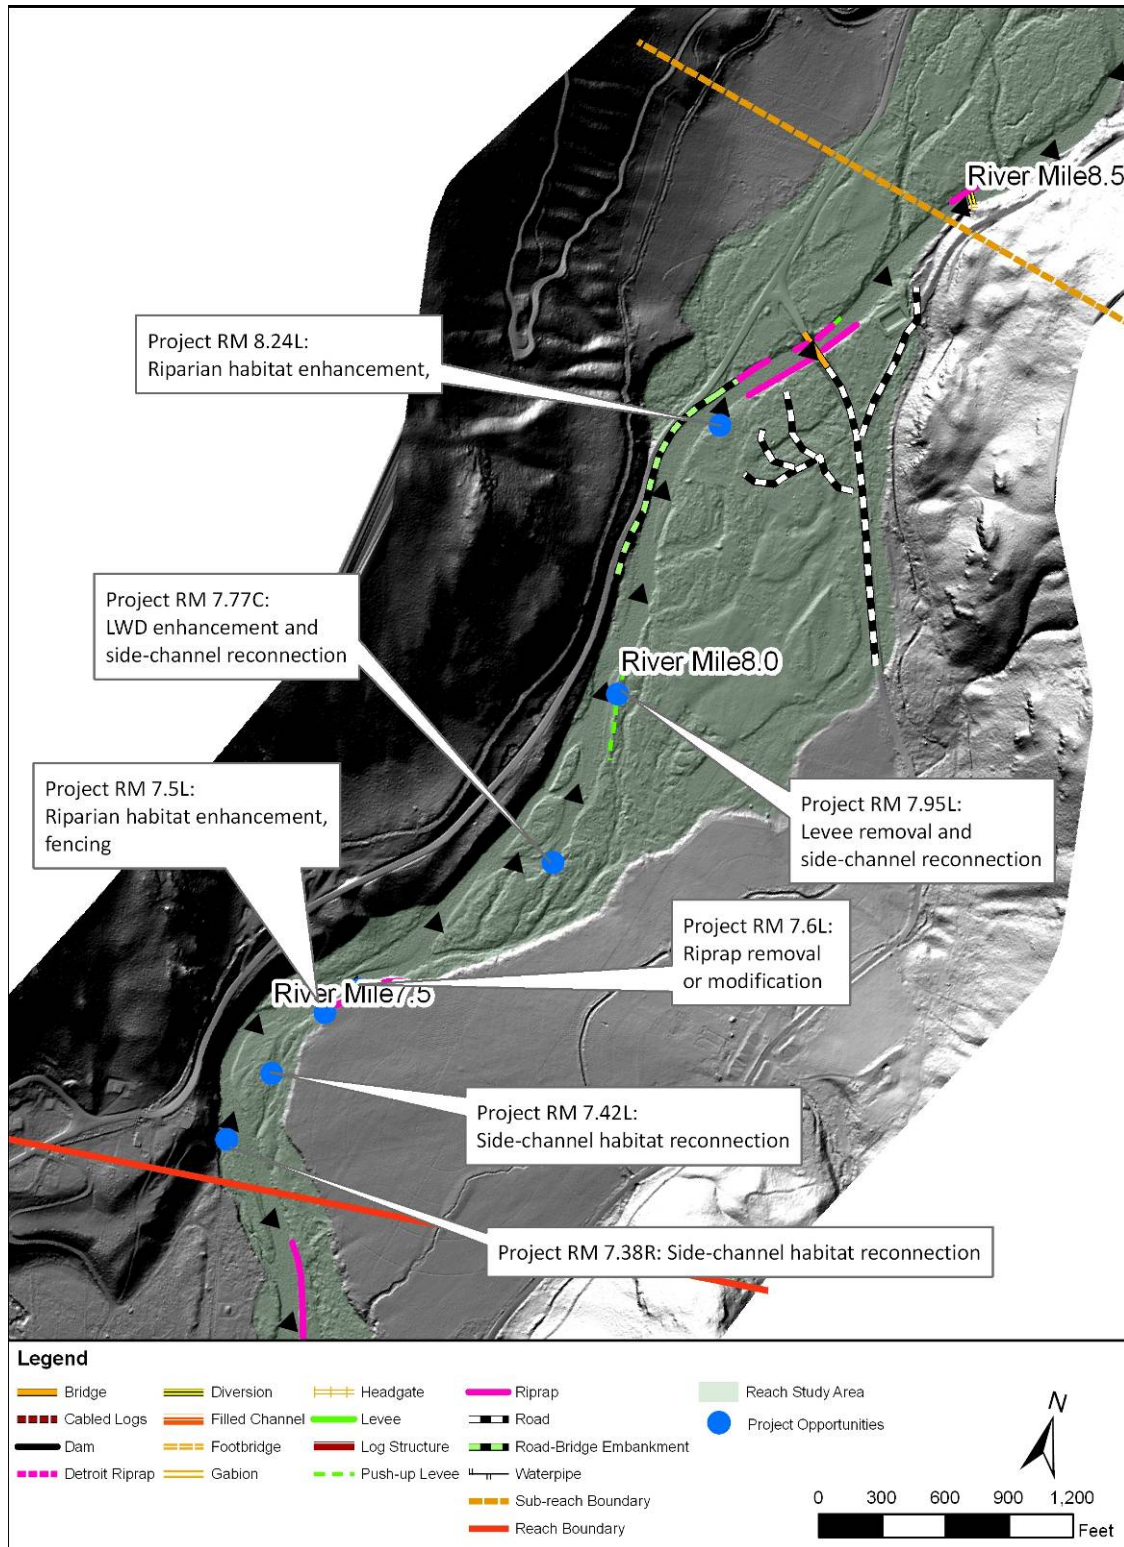 River Mile8.5
Project RM 8.24L:
Riparian habitat enhancement,
Project RM 7.77C:
LWD enhancement and
side-channel reconnection
River Mile8.0
Project RM 7.5L:
Riparian habitat enhancement,
fencing
Project RM 7.95L:
Levee removal and
side-channel reconnection
Project RM 7.6L:
Riprap removal
or modification
River Mile7.5
Project RM 7.42L:
Side-channel habitat reconnection
Project RM 7.38R: Side-channel habitat reconnection
Legend
Bridge
Cabled Logs
Dam
Detroit Riprap
Diversion
Filled Channel
Footbridge
Gabion
Headgate
Levee
Log Structure
Push-up Levee
Riprap
Road
Road-Bridge Embankment
Waterpipe
Sub-reach Boundary
Reach Boundary
Reach Study Area
Project Opportunities
N
0 300 600 900 1,200
Feet